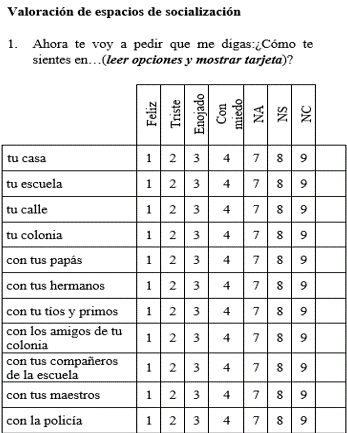 Valoración de espacios de socialización
1. Ahora te voy a pedir que me digas:¿Cómo te
sientes en…(leer opciones y mostrar tarjeta)?
Feliz Triste Enojado Con miedo NA NS NC
tu casa 1 2 3 4 7 8 9
tu escuela 1 2 3 4 7 8 9
tu calle 1 2 3 4 7 8 9
tu colonia 1 2 3 4 7 8 9
con tus papás 1 2 3 4 7 8 9
con tus hermanos 1 2 3 4 7 8 9
con tu tíos y primos 1 2 3 4 7 8 9
con los amigos de tu
colonia 1 2 3 4 7 8 9
con tus compañeros
de la escuela 1 2 3 4 7 8 9
con tus maestros 1 2 3 4 7 8 9
con la policía 1 2 3 4 7 8 9